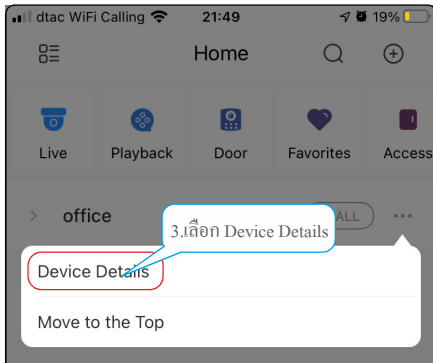 dtac WiFi Calling 21:49 19%
Home
Live Playback Door Favorites Access
office ALL ...
3.เลือก Device Details
Device Details
Move to the Top